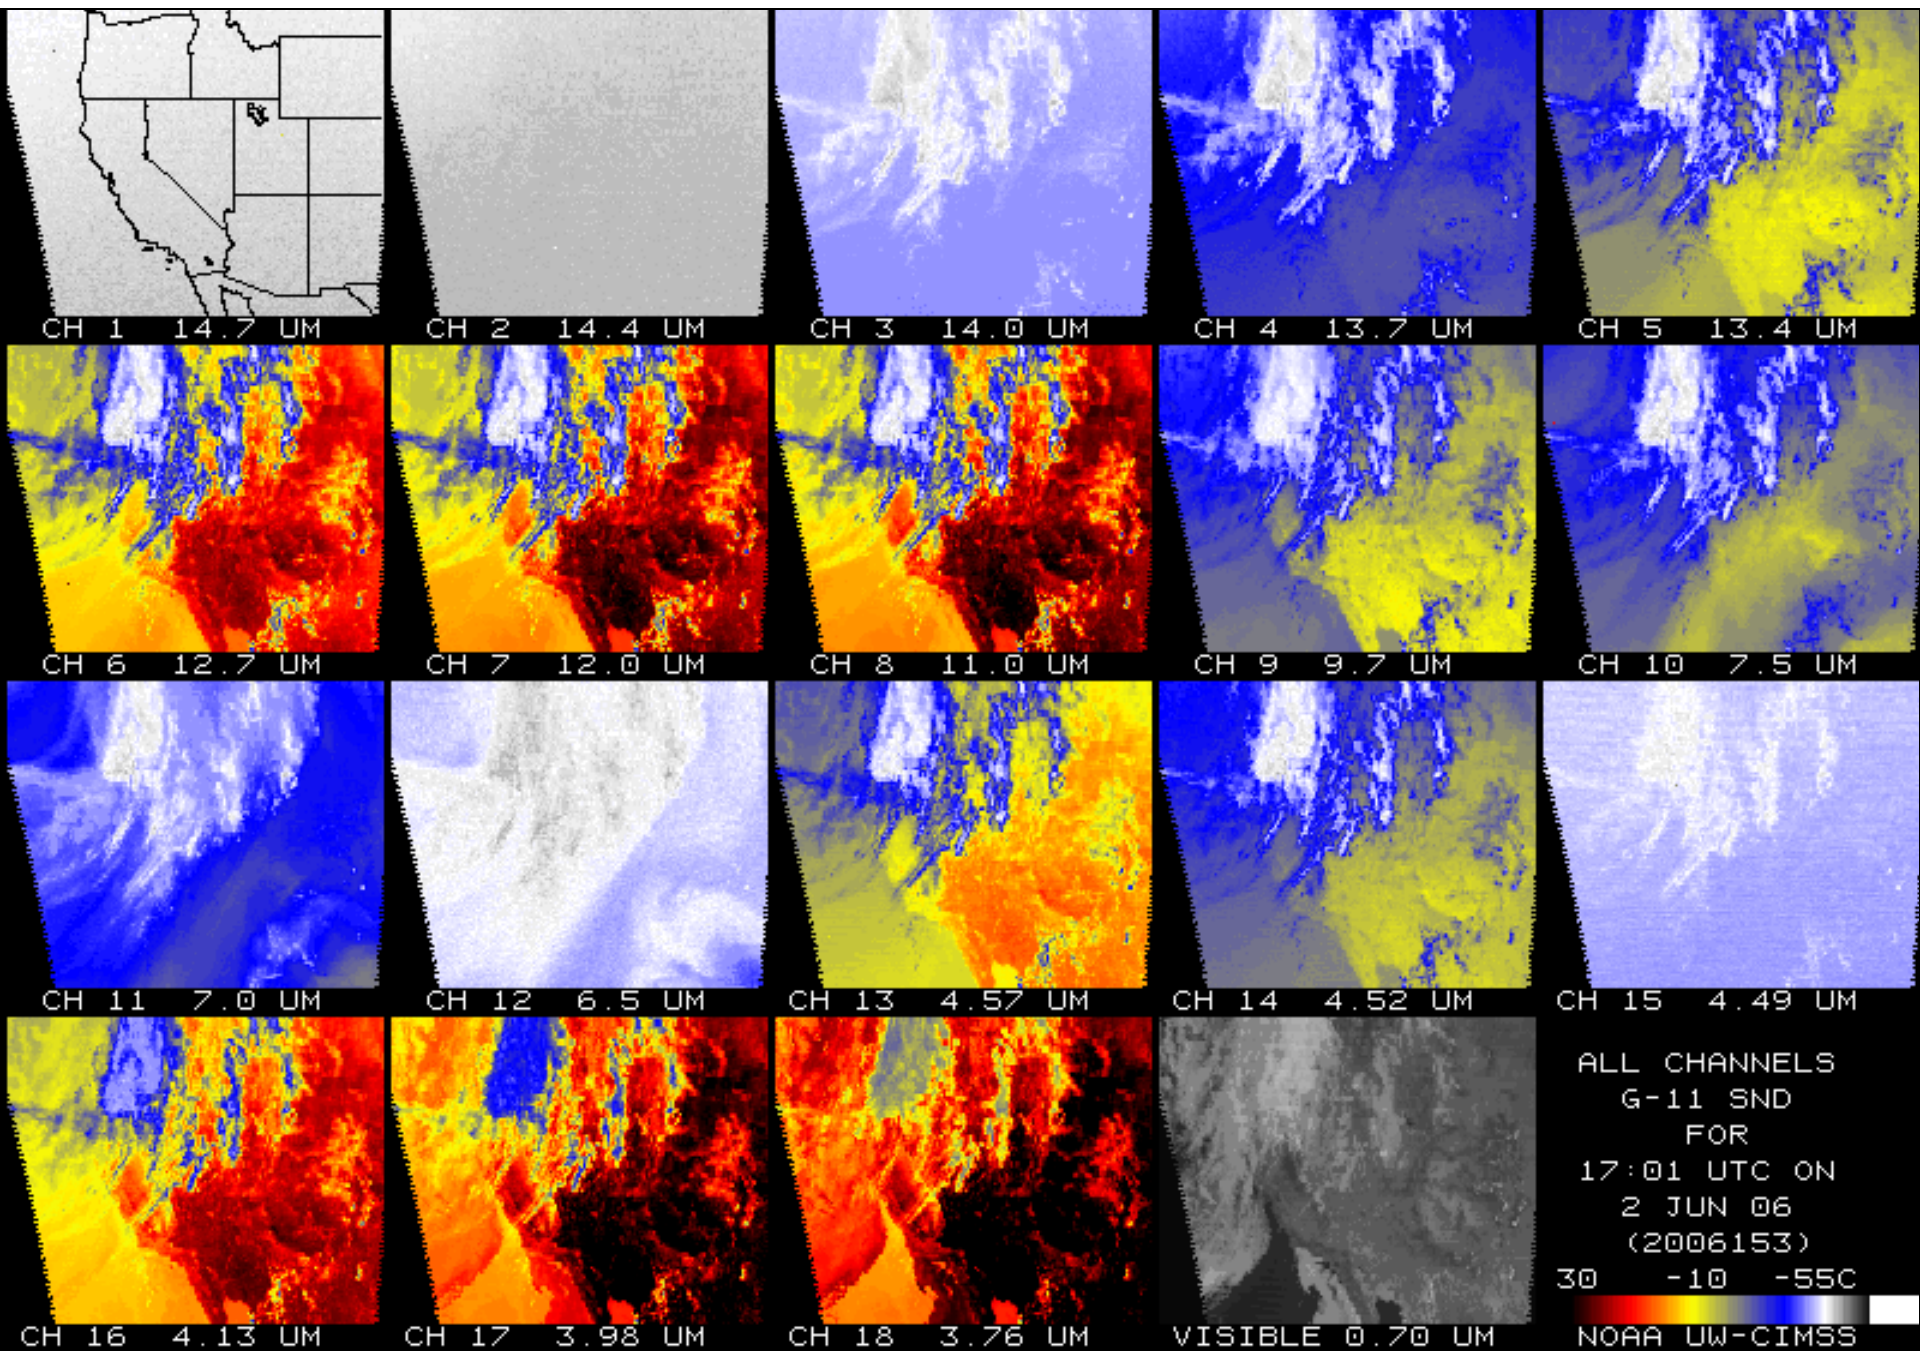 CH 1 14.7 UM
CH 2 14.4 UM
CH 3 14.0 UM
CH 4 13.7 UM
CH 5 13.4 UM
CH 6 12.7 UM
CH 7 12.0 UM
CH 8 11.0 UM
CH 9 9.7 UM
CH 10 7.5 UM
CH 11 7.0 UM
CH 12 6.5 UM
CH 13 4.57 UM
CH 14 4.52 UM
CH 15 4.49 UM
CH 16 4.13 UM
CH 17 3.98 UM
CH 18 3.76 UM
VISIBLE 0.70 UM
ALL CHANNELS
G-11 SND
FOR
17:01 UTC ON
2 JUN 06
(2006153)
30 -10 -55C
NOAA UW-CIMSS